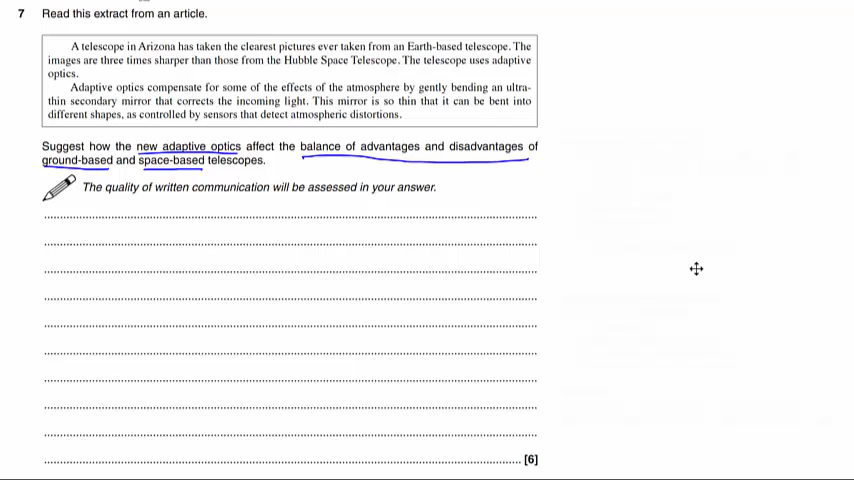 7 Read this extract from an article.
A telescope in Arizona has taken the clearest pictures ever taken from an Earth-based telescope. The
images are three times sharper than those from the Hubble Space Telescope. The telescope uses adaptive
optics.
Adaptive optics compensate for some of the effects of the atmosphere by gently bending an ultra-
thin secondary mirror that corrects the incoming light. This mirror is so thin that it can be bent into
different shapes, as controlled by sensors that detect atmospheric distortions.
Suggest how the new adaptive optics affect the balance of advantages and disadvantages of
ground-based and space-based telescopes.
The quality of written communication will be assessed in your answer.
[6]